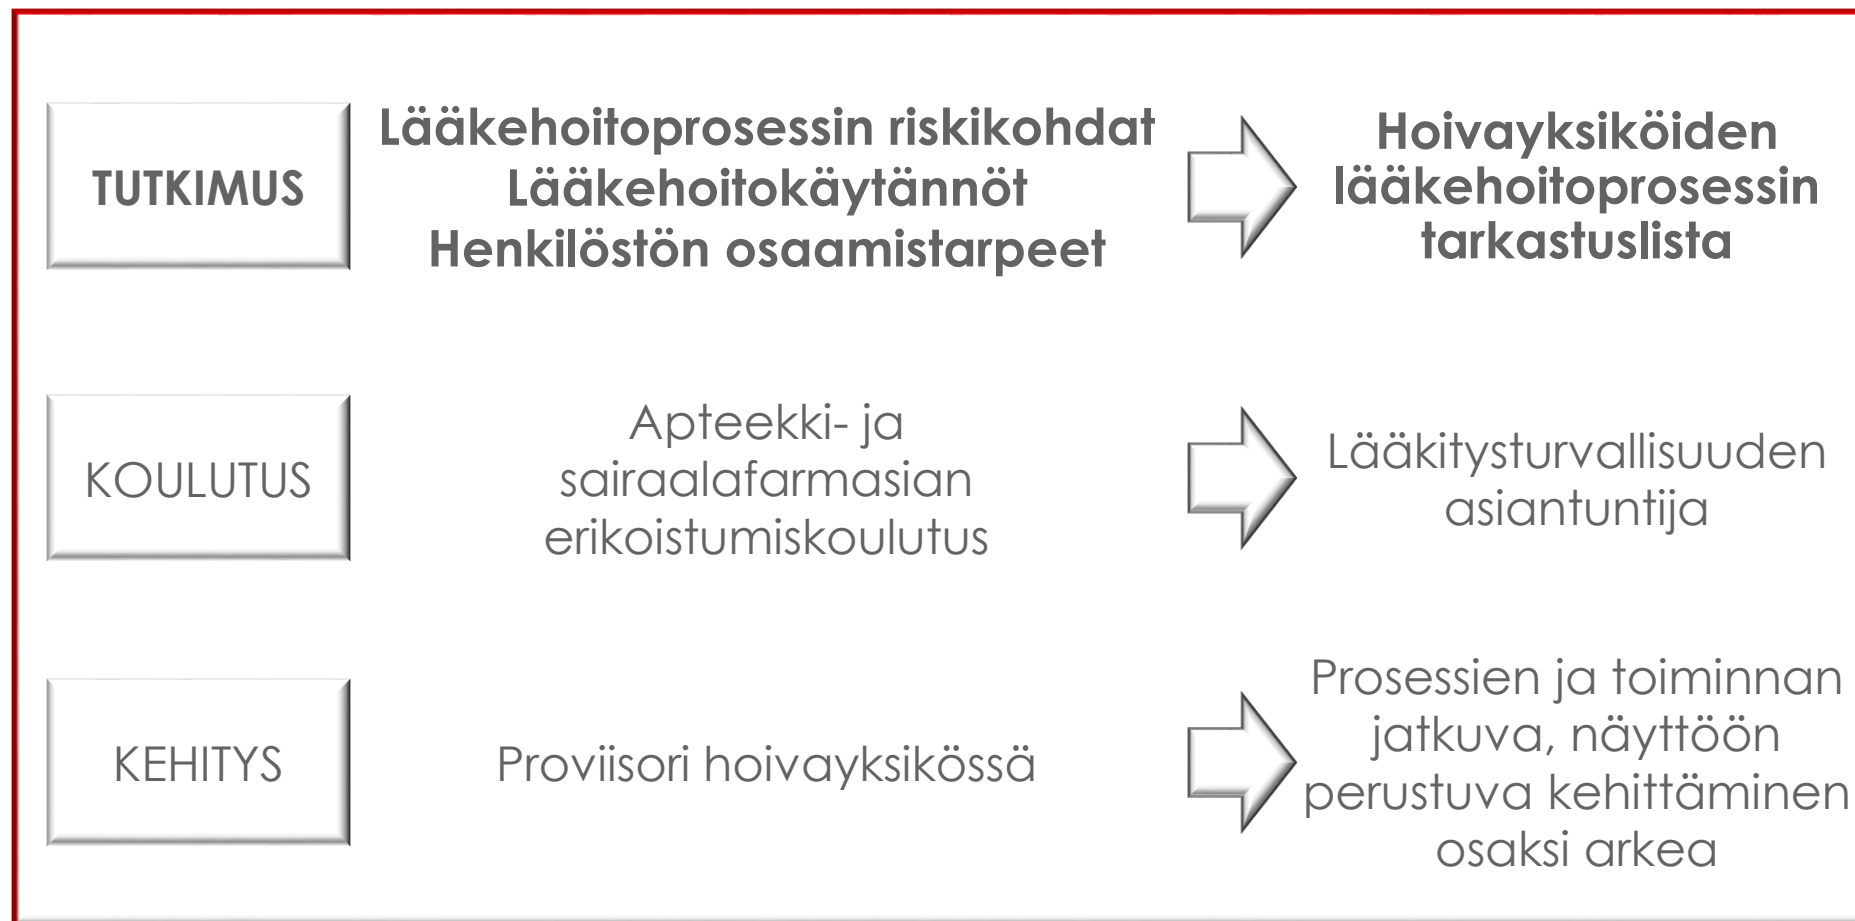 TUTKIMUS
Lääkehoitoprosessin riskikohdat
Lääkehoitokäytännöt
Henkilöstön osaamistarpeet
Hoivayksiköiden
lääkehoitoprosessin
tarkastuslista
KOULUTUS
Apteekki- ja
sairaalafarmasian
erikoistumiskoulutus
Lääkitysturvallisuuden
asiantuntija
KEHITYS
Proviisori hoivayksikössä
Prosessien ja toiminnan
jatkuva, näyttöön
perustuva kehittäminen
osaksi arkea